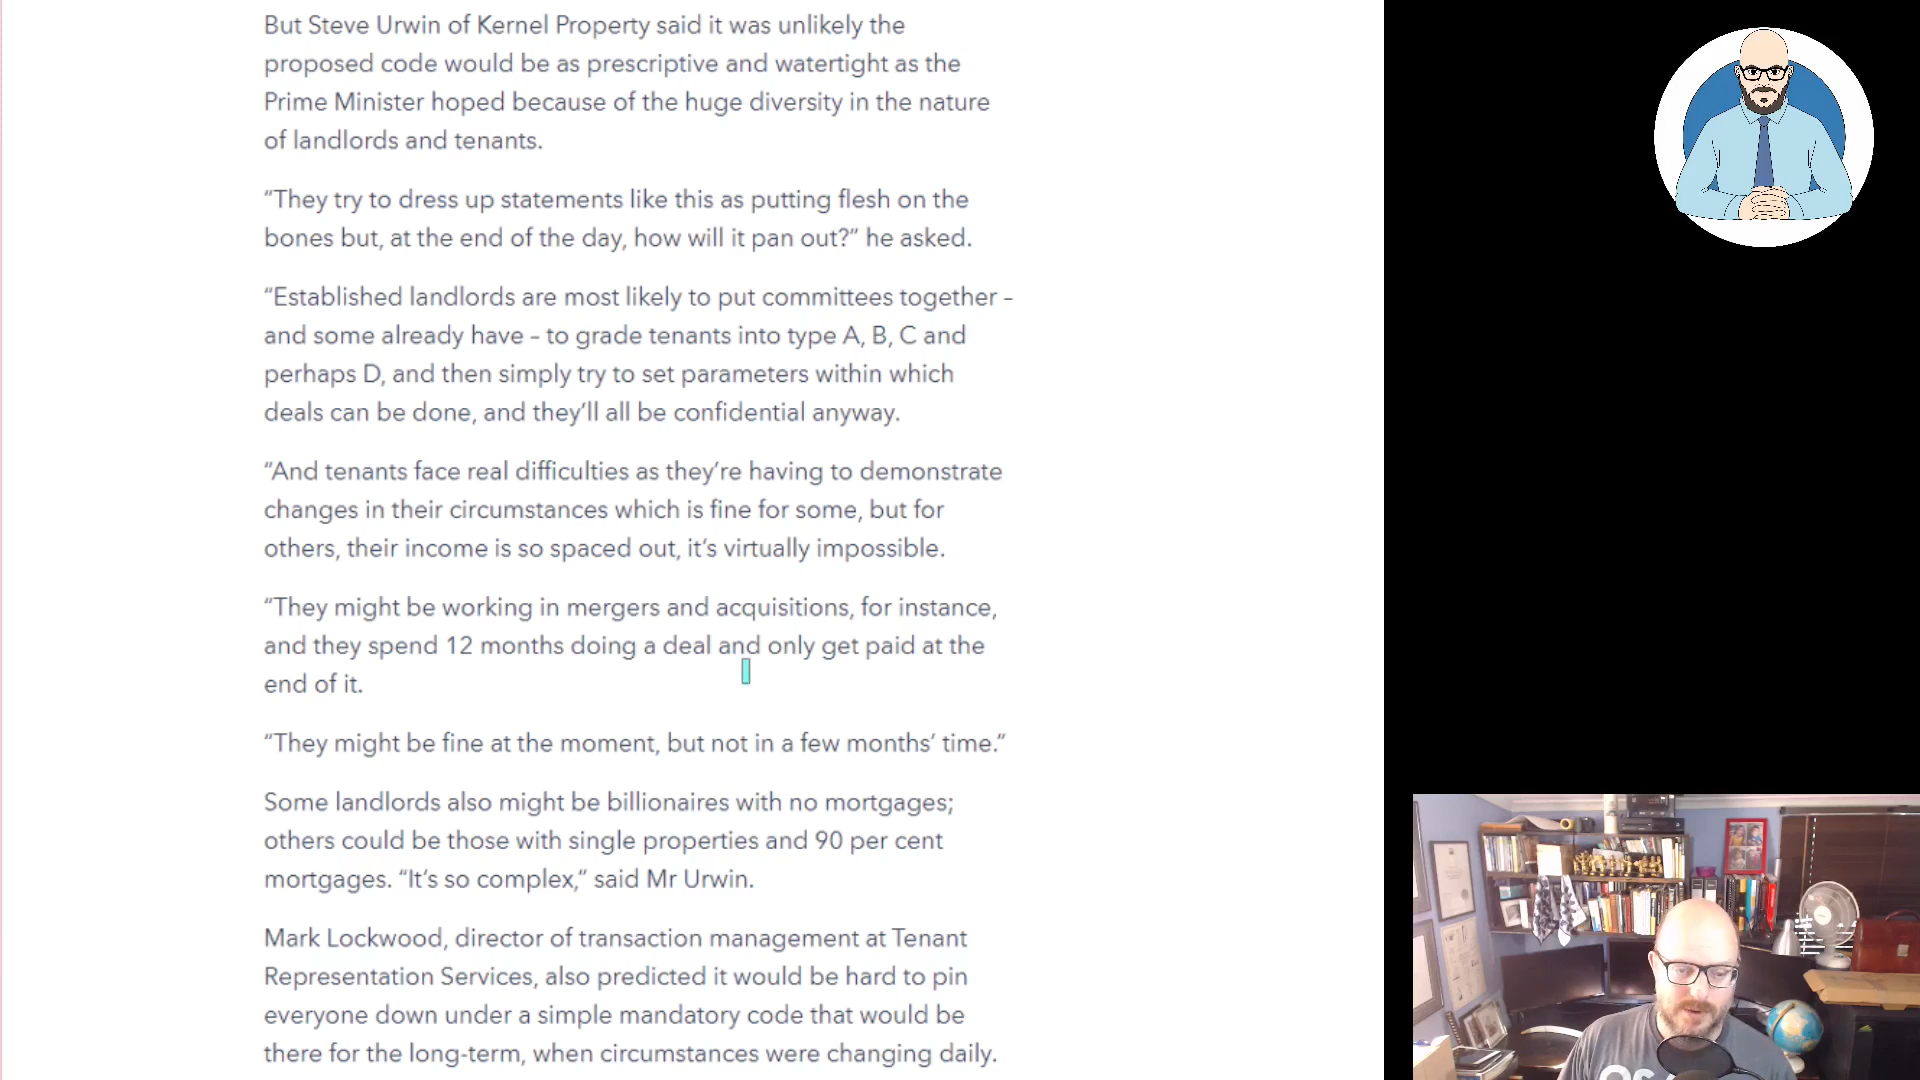 But Steve Urwin of Kernel Property said it was unlikely the
proposed code would be as prescriptive and watertight as the
Prime Minister hoped because of the huge diversity in the nature
of landlords and tenants.
“They try to dress up statements like this as putting flesh on the
bones but, at the end of the day, how will it pan out?” he asked.
“Established landlords are most likely to put committees together –
and some already have – to grade tenants into type A, B, C and
perhaps D, and then simply try to set parameters within which
deals can be done, and they’ll all be confidential anyway.
“And tenants face real difficulties as they’re having to demonstrate
changes in their circumstances which is fine for some, but for
others, their income is so spaced out, it’s virtually impossible.
“They might be working in mergers and acquisitions, for instance,
and they spend 12 months doing a deal and only get paid at the
end of it.
“They might be fine at the moment, but not in a few months’ time.”
Some landlords also might be billionaires with no mortgages;
others could be those with single properties and 90 per cent
mortgages. “It’s so complex,” said Mr Urwin.
Mark Lockwood, director of transaction management at Tenant
Representation Services, also predicted it would be hard to pin
everyone down under a simple mandatory code that would be
there for the long-term, when circumstances were changing daily.